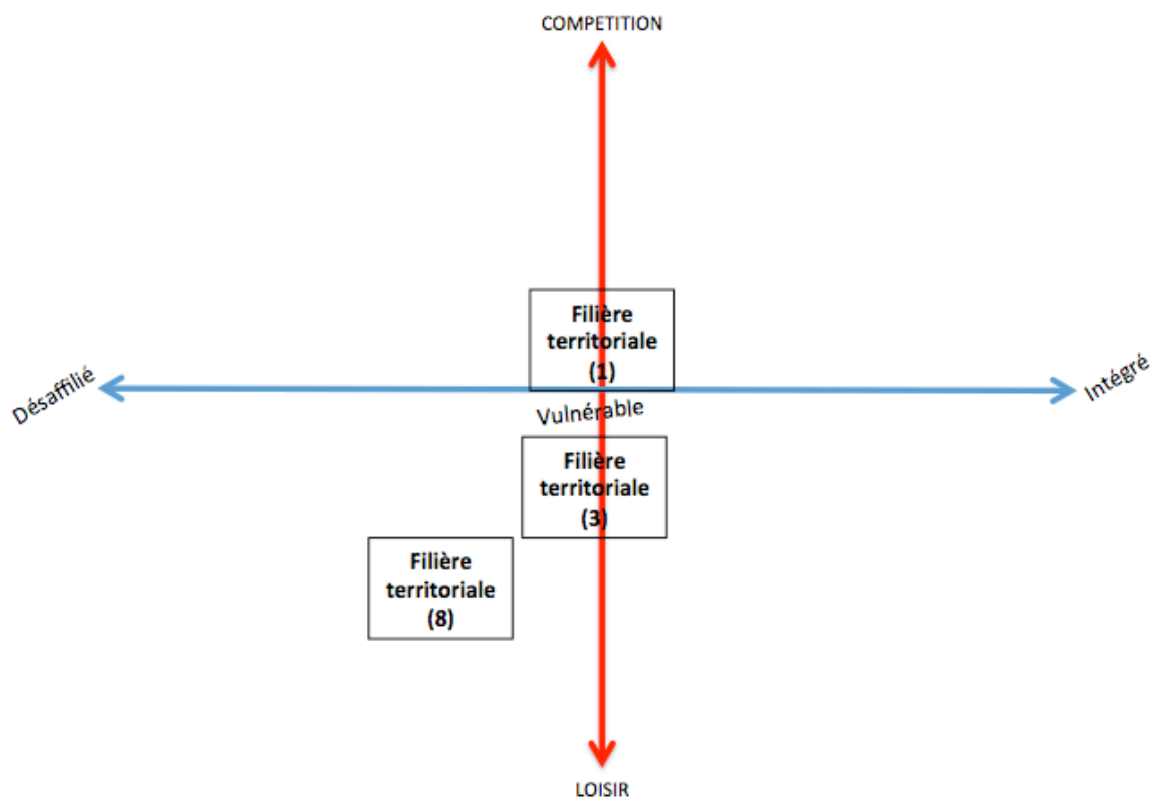 COMPETITION
Filière
territoriale
(1)
Désaffilié
Intégré
Vulnérable
Filière
territoriale
(3)
Filière
territoriale
(8)
LOISIR